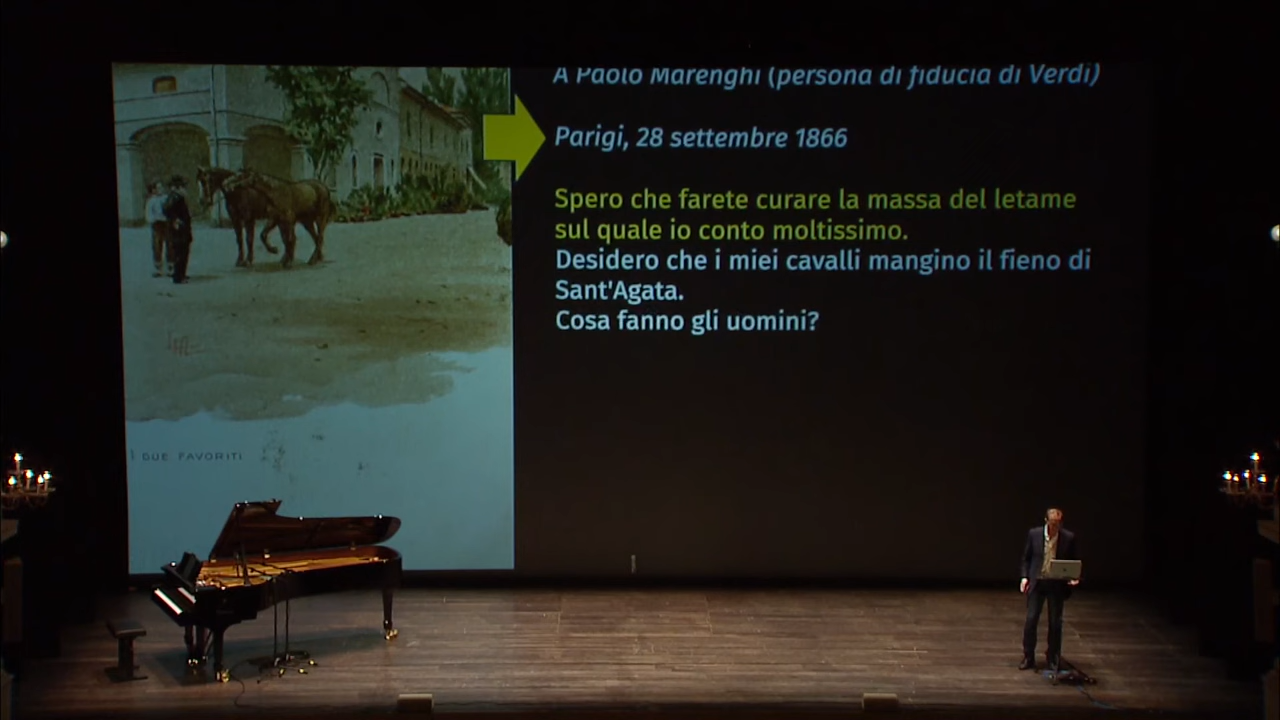 A Paolo Marenghi (persona di fiducia di Verdi)
Parigi, 28 settembre 1866
Spero che farete curare la massa del letame
sul quale io conto moltissimo.
Desidero che i miei cavalli mangino il fieno di
Sant'Agata.
Cosa fanno gli uomini?
I DUE FAVORITI